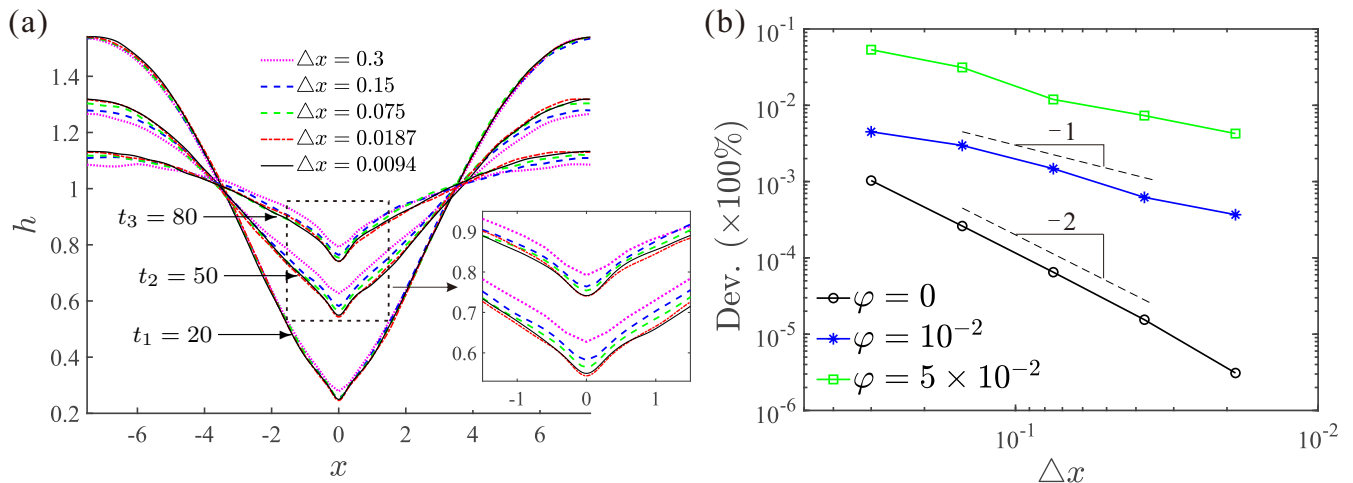 (a)
△x = 0.3
△x = 0.15
△x = 0.075
△x = 0.0187
△x = 0.0094
t₃ = 80
t₂ = 50
t₁ = 20
h
1.4
1.2
1
0.8
0.6
0.4
0.2
-6
-4
-2
0
2
4
6
x
0.9
0.8
0.7
0.6
-1
0
1
(b)
Dev. (×100%)
10⁻¹
10⁻²
10⁻³
10⁻⁴
10⁻⁵
10⁻⁶
−1
−2
φ = 0
φ = 10⁻²
φ = 5 × 10⁻²
10⁻¹
10⁻²
△x